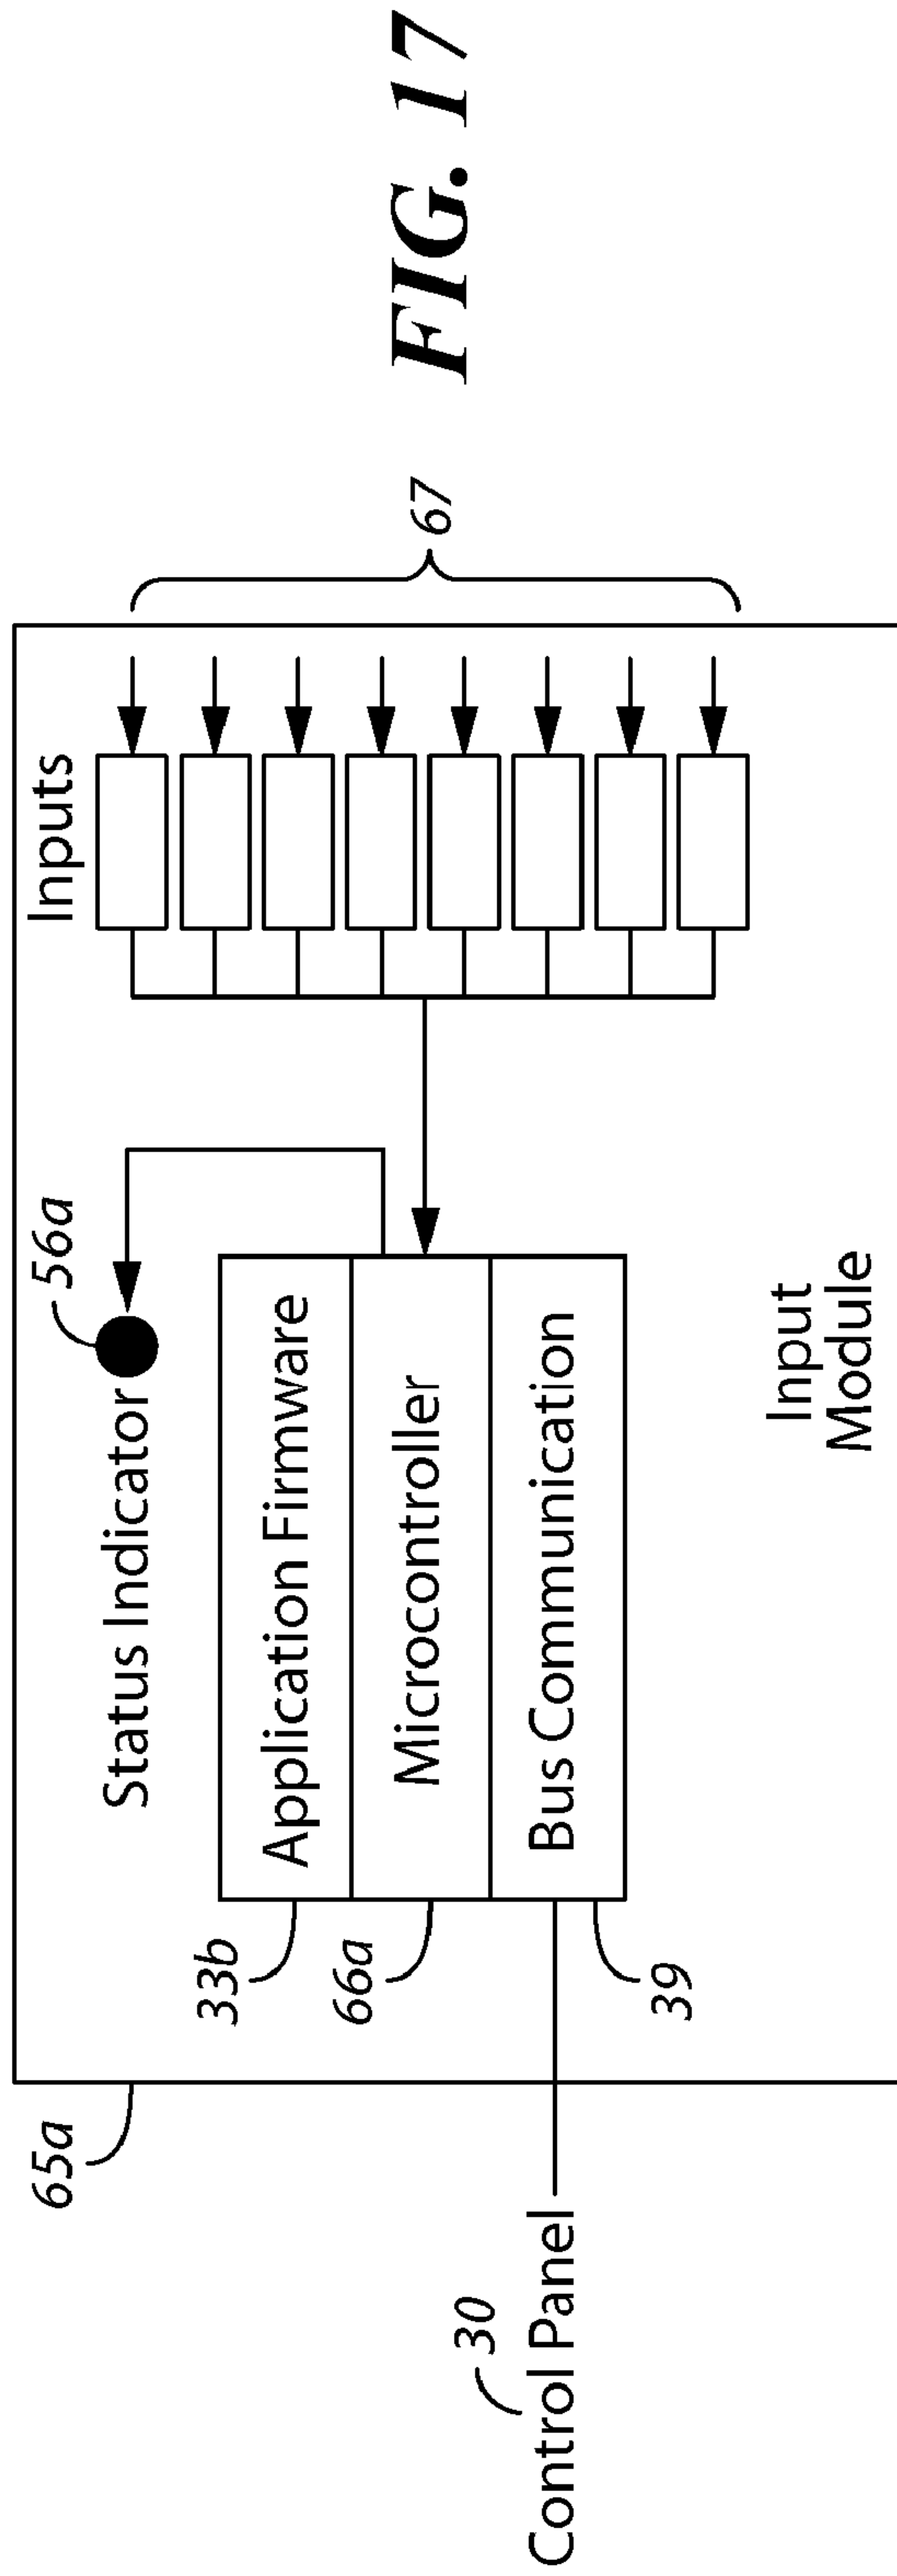 65a
56a
Status Indicator
Inputs
33b
Application Firmware
66a
Microcontroller
67
30
Control Panel
Bus Communication
39
Input
Module
FIG. 17